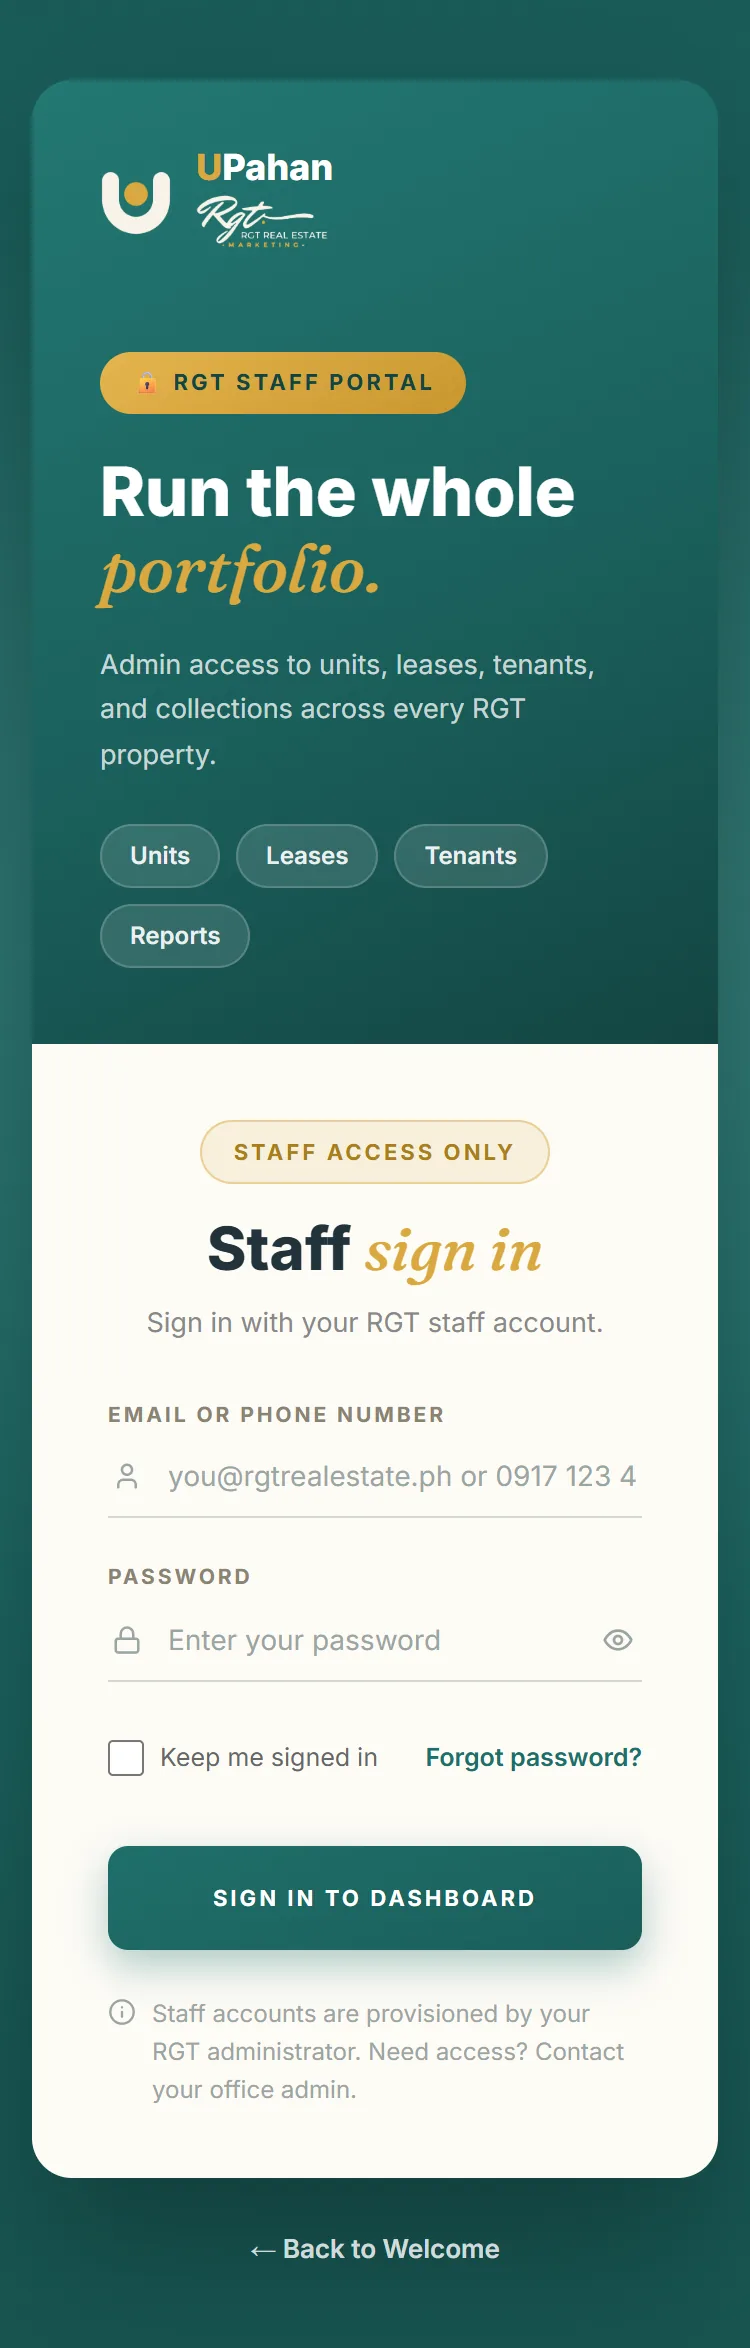 UPahan
Rgt
RGT REAL ESTATE
• MARKETING •
RGT STAFF PORTAL
Run the whole
portfolio.
Admin access to units, leases, tenants,
and collections across every RGT
property.
Units
Leases
Tenants
Reports
STAFF ACCESS ONLY
Staff sign in
Sign in with your RGT staff account.
EMAIL OR PHONE NUMBER
you@rgtrealestate.ph or 0917 123 4
PASSWORD
Enter your password
Keep me signed in
Forgot password?
SIGN IN TO DASHBOARD
Staff accounts are provisioned by your
RGT administrator. Need access? Contact
your office admin.
← Back to Welcome